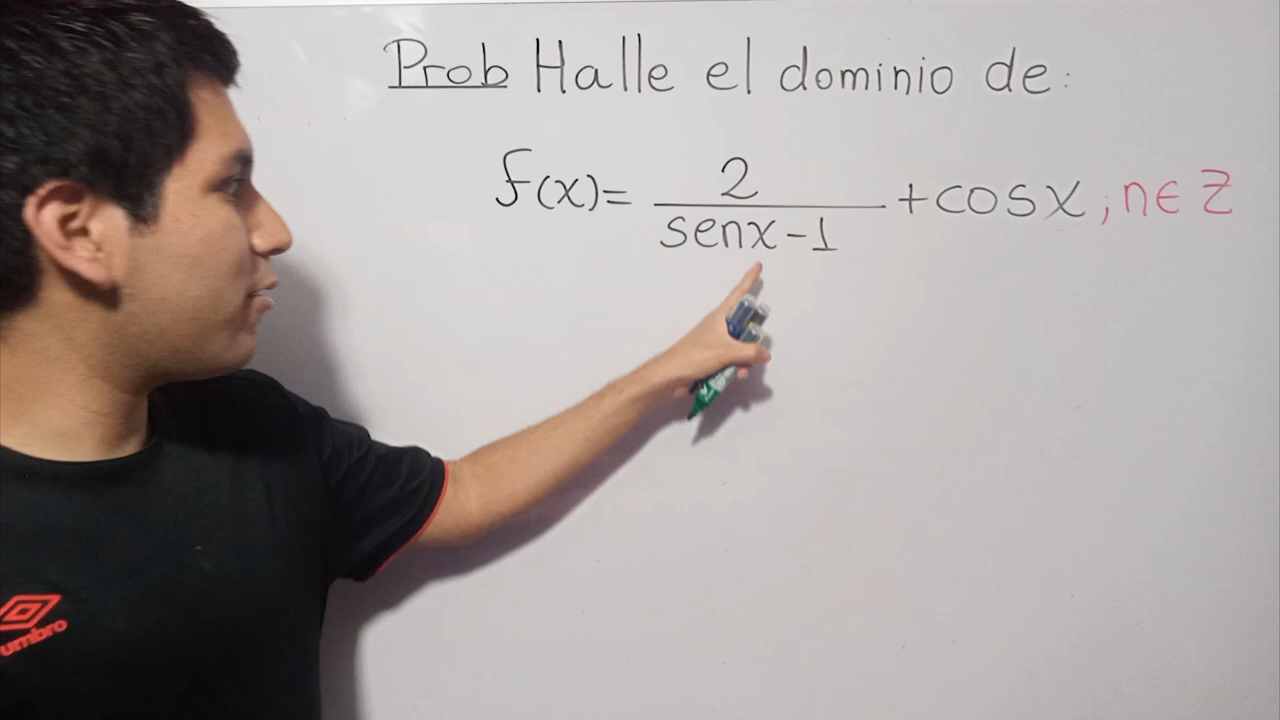 Prob Halle el dominio de:
f(x)= 2/(senx-1) +cosx; n∈Z
umbro